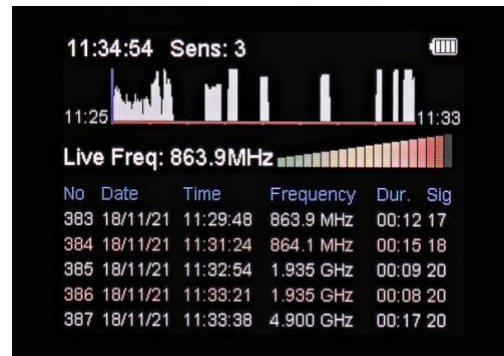 11:34:54 Sens: 3
11:25 11:33
Live Freq: 863.9MHz
No Date Time Frequency Dur. Sig
383 18/11/21 11:29:48 863.9 MHz 00:12 17
384 18/11/21 11:31:24 864.1 MHz 00:15 18
385 18/11/21 11:32:54 1.935 GHz 00:09 20
386 18/11/21 11:33:21 1.935 GHz 00:08 20
387 18/11/21 11:33:38 4.900 GHz 00:17 20